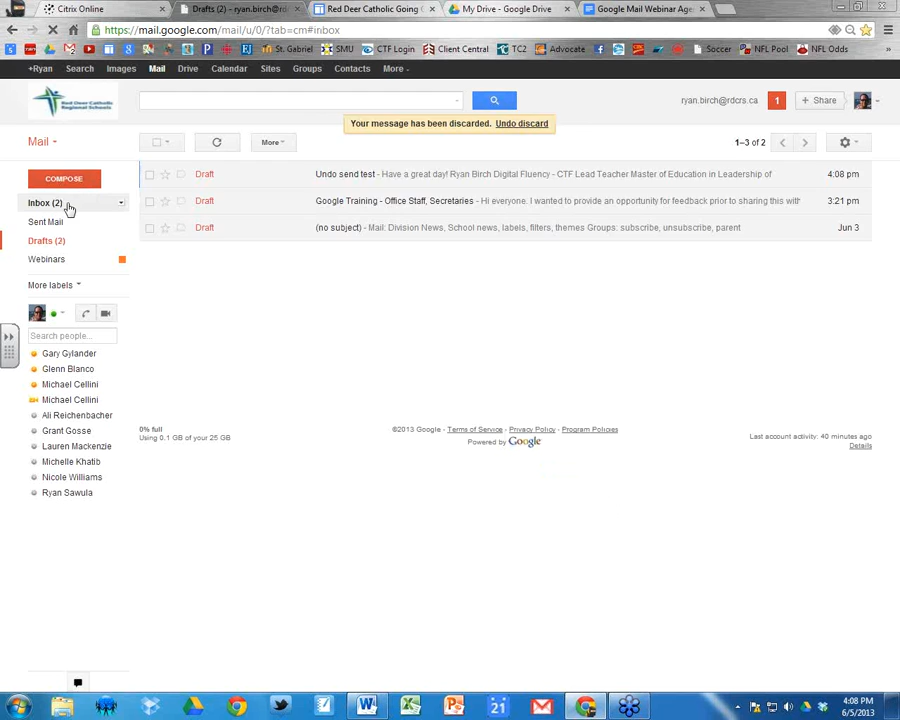 Citrix Online
Drafts (2) - ryan.birch@rd
Red Deer Catholic Going
My Drive - Google Drive
Google Mail Webinar Age
https://mail.google.com/mail/u/0/?tab=cm#inbox
St. Gabriel
SMU
CTF Login
Client Central
TC2
Advocate
Soccer
NFL Pool
NFL Odds
+Ryan Search Images Mail Drive Calendar Sites Groups Contacts More
Red Deer Catholic
Regional Schools
ryan.birch@rdcrs.ca
1
+ Share
Your message has been discarded. Undo discard
Mail
More
1–3 of 2
COMPOSE
Inbox (2)
Sent Mail
Drafts (2)
Webinars
More labels
Draft Undo send test - Have a great day! Ryan Birch Digital Fluency - CTF Lead Teacher Master of Education in Leadership of 4:08 pm
Draft Google Training - Office Staff, Secretaries - Hi everyone. I wanted to provide an opportunity for feedback prior to sharing this with 3:21 pm
Draft (no subject) - Mail: Division News, School news, labels, filters, themes Groups: subscribe, unsubscribe, parent Jun 3
Search people...
Gary Gylander
Glenn Blanco
Michael Cellini
Michael Cellini
Ali Reichenbacher
Grant Gosse
Lauren Mackenzie
Michelle Khatib
Nicole Williams
Ryan Sawula
0% full
Using 0.1 GB of your 25 GB
©2013 Google - Terms of Service - Privacy Policy - Program Policies
Powered by Google
Last account activity: 40 minutes ago
Details
21
4:08 PM
6/5/2013